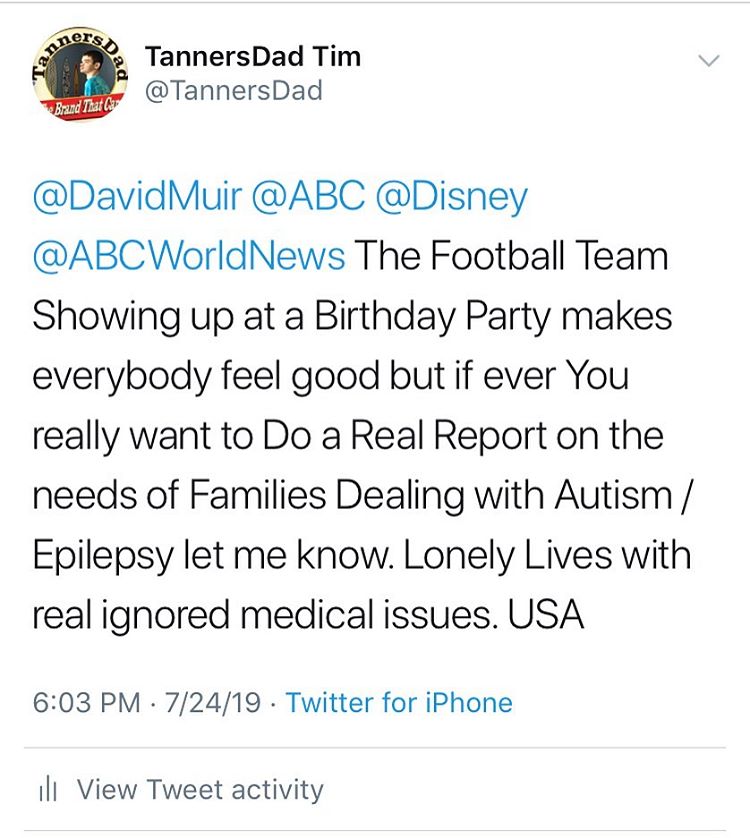 TannersDad
Brand That
TannersDad Tim
@TannersDad
@DavidMuir @ABC @Disney
@ABCWorldNews The Football Team
Showing up at a Birthday Party makes
everybody feel good but if ever You
really want to Do a Real Report on the
needs of Families Dealing with Autism /
Epilepsy let me know. Lonely Lives with
real ignored medical issues. USA
6:03 PM · 7/24/19 · Twitter for iPhone
View Tweet activity